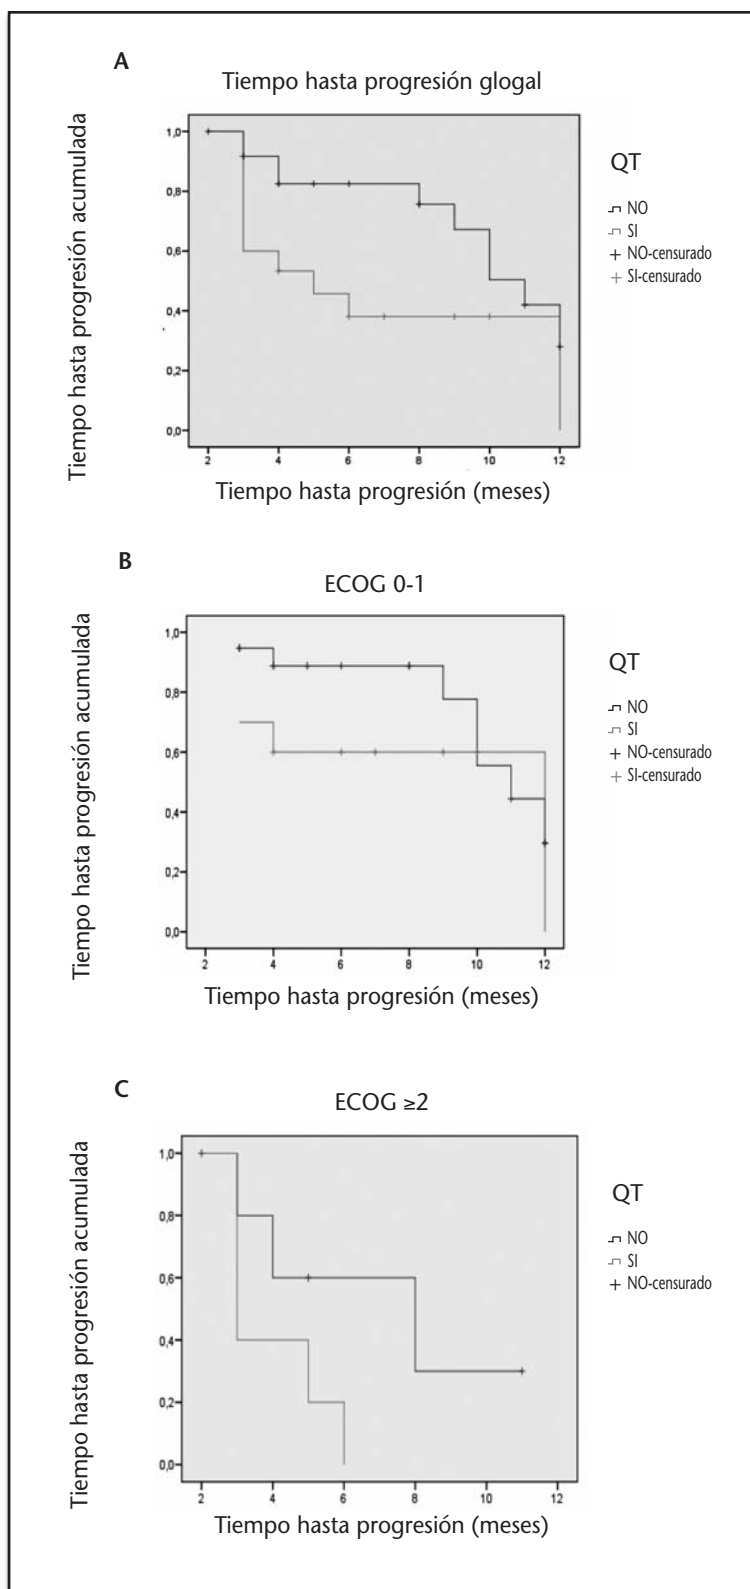 A
Tiempo hasta progresión glogal
Tiempo hasta progresión acumulada
1,0
0,8
0,6
0,4
0,2
0,0
2 4 6 8 10 12
Tiempo hasta progresión (meses)
QT
NO
SI
NO-censurado
SI-censurado
B
ECOG 0-1
Tiempo hasta progresión acumulada
1,0
0,8
0,6
0,4
0,2
0,0
2 4 6 8 10 12
Tiempo hasta progresión (meses)
QT
NO
SI
NO-censurado
SI-censurado
C
ECOG ≥2
Tiempo hasta progresión acumulada
1,0
0,8
0,6
0,4
0,2
0,0
2 4 6 8 10 12
Tiempo hasta progresión (meses)
QT
NO
SI
NO-censurado